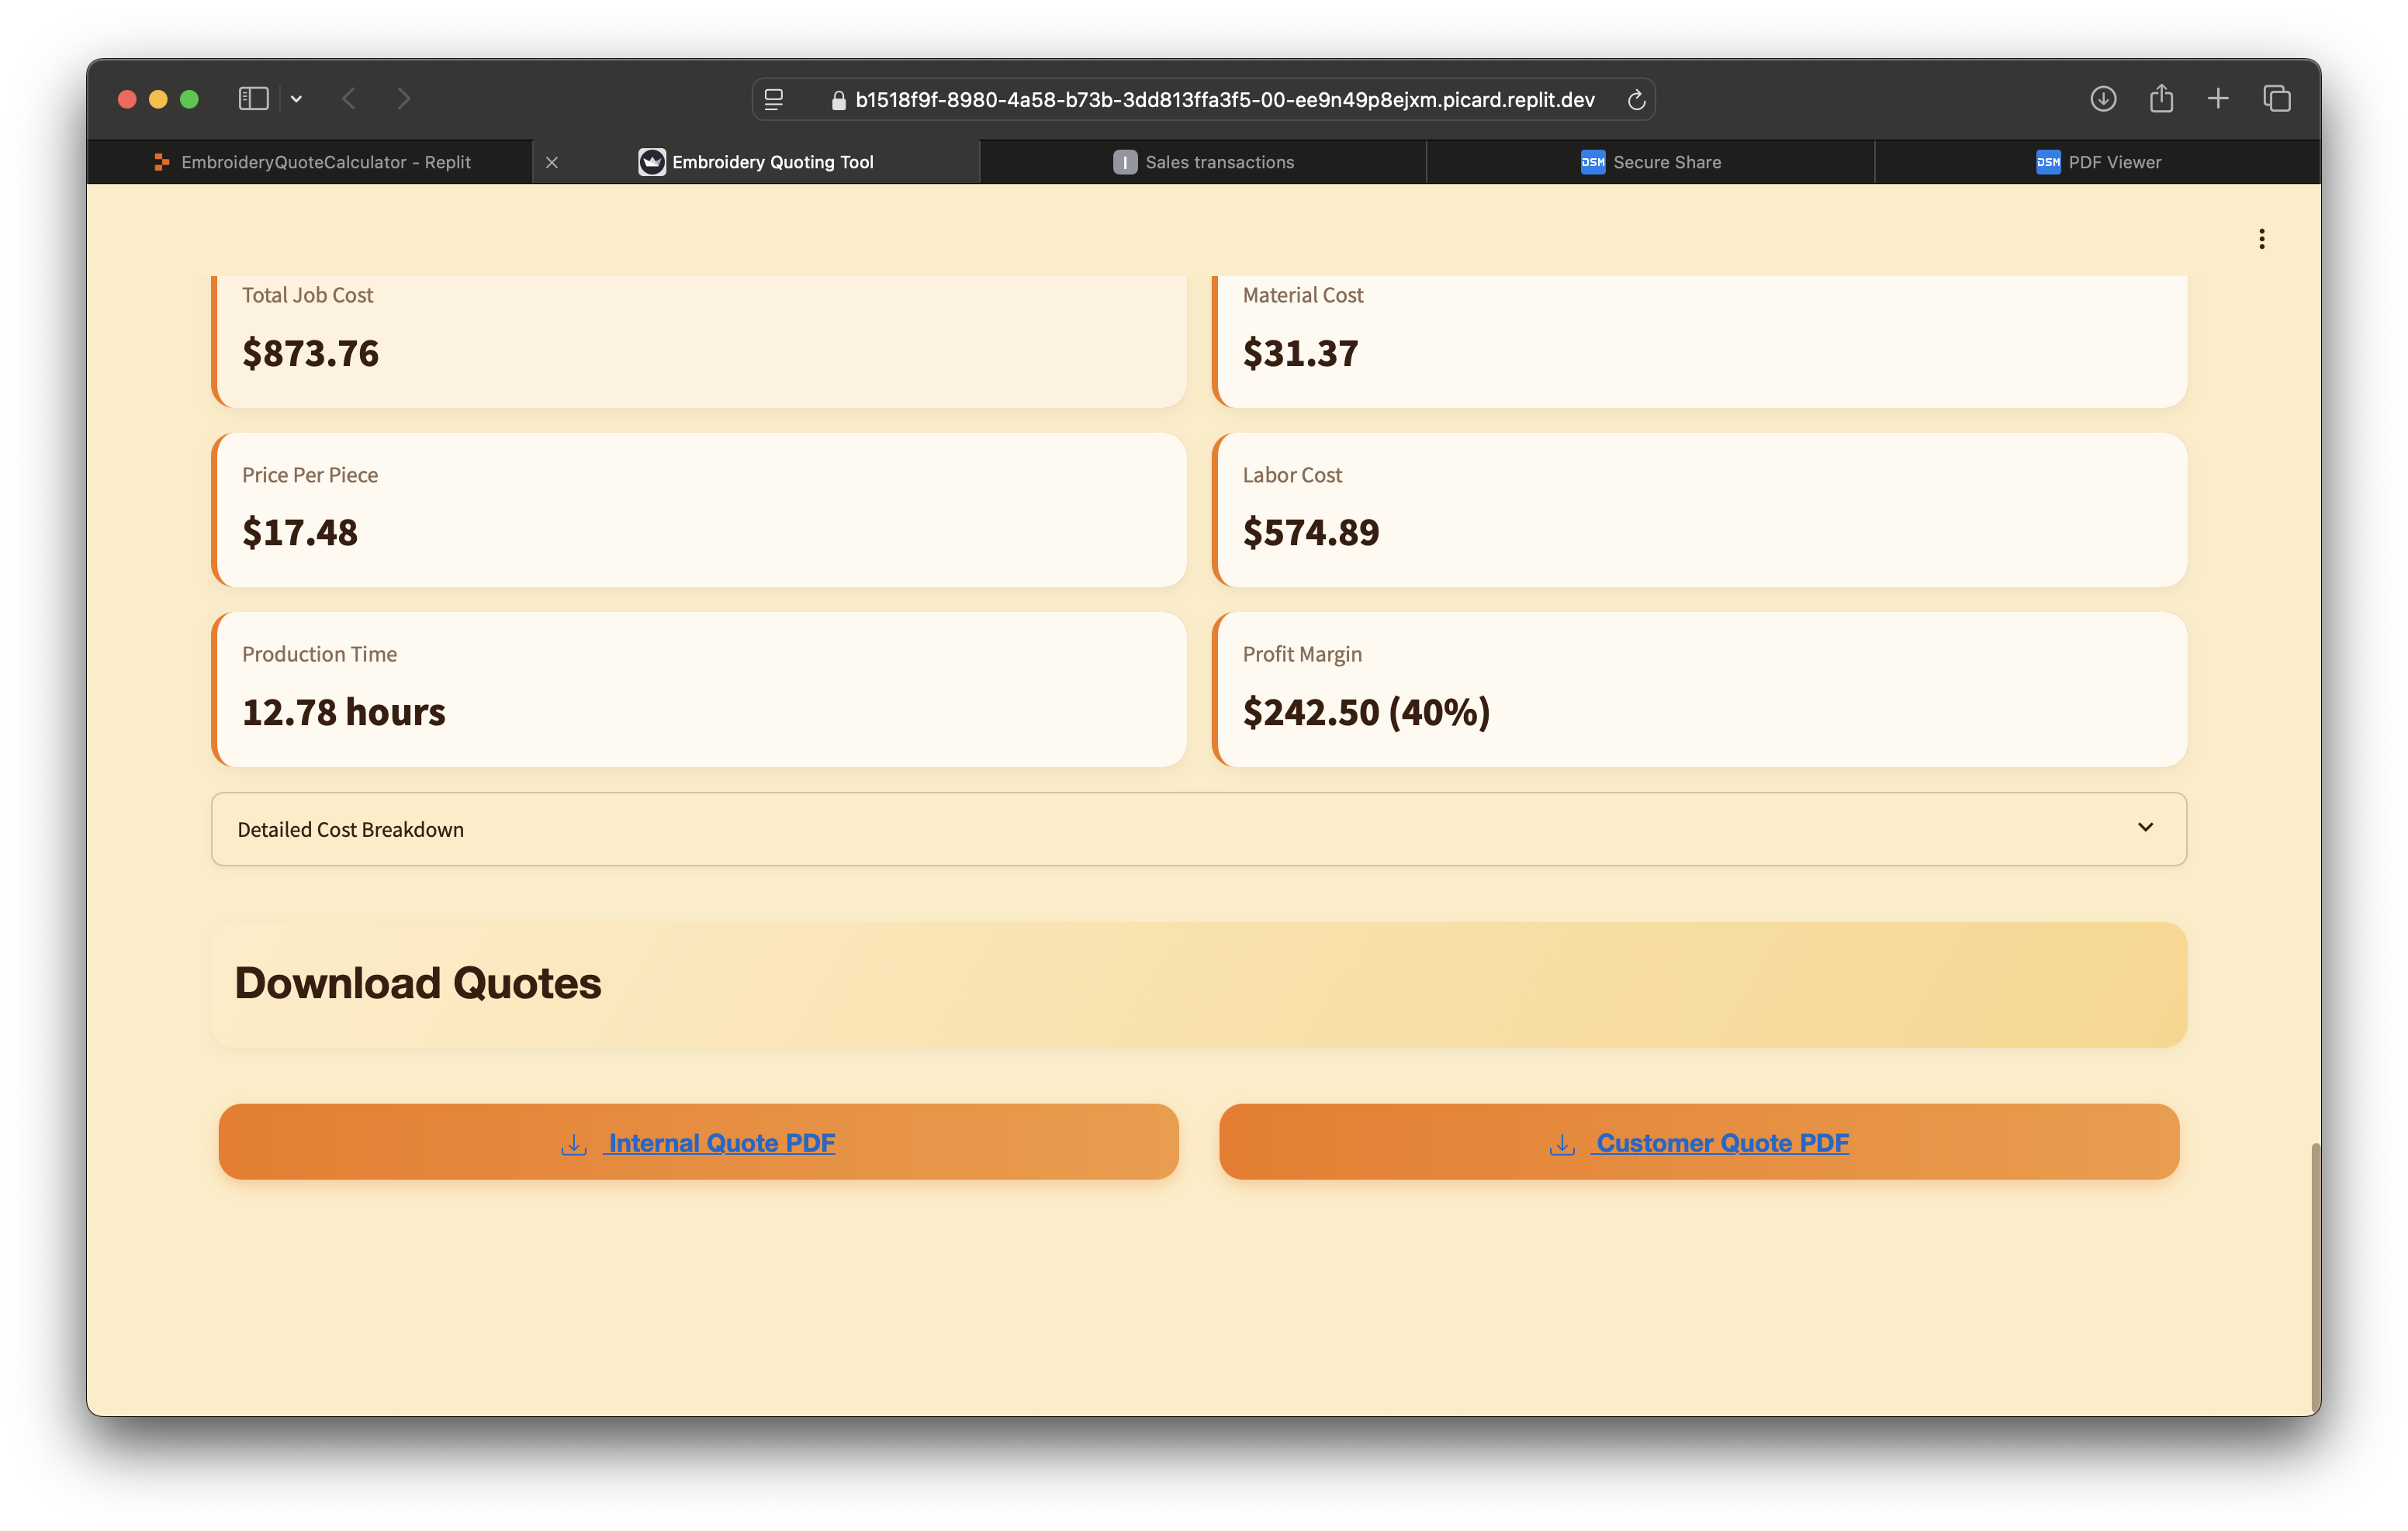 b1518f9f-8980-4a58-b73b-3dd813ffa3f5-00-ee9n49p8ejxm.picard.replit.dev
EmbroideryQuoteCalculator - Replit
Embroidery Quoting Tool
I Sales transactions
DSM Secure Share
DSM PDF Viewer
Total Job Cost
$873.76
Material Cost
$31.37
Price Per Piece
$17.48
Labor Cost
$574.89
Production Time
12.78 hours
Profit Margin
$242.50 (40%)
Detailed Cost Breakdown
Download Quotes
Internal Quote PDF
Customer Quote PDF